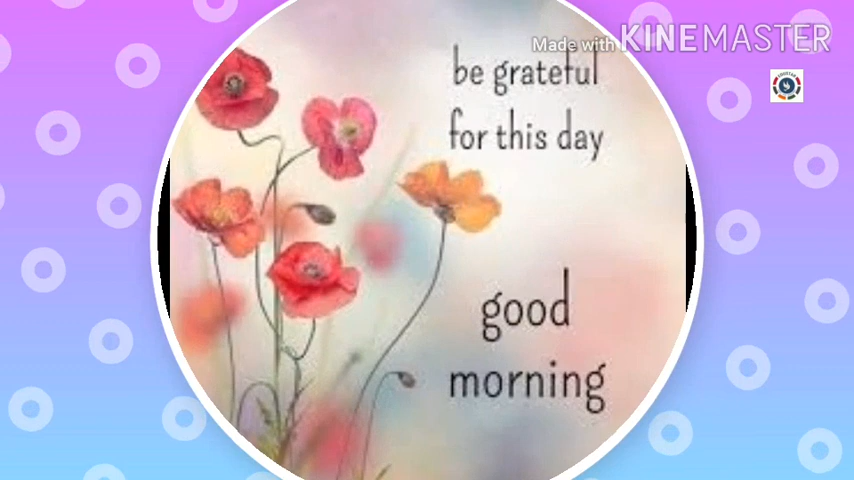 Made with KINEMASTER
be grateful
for this day
good
morning